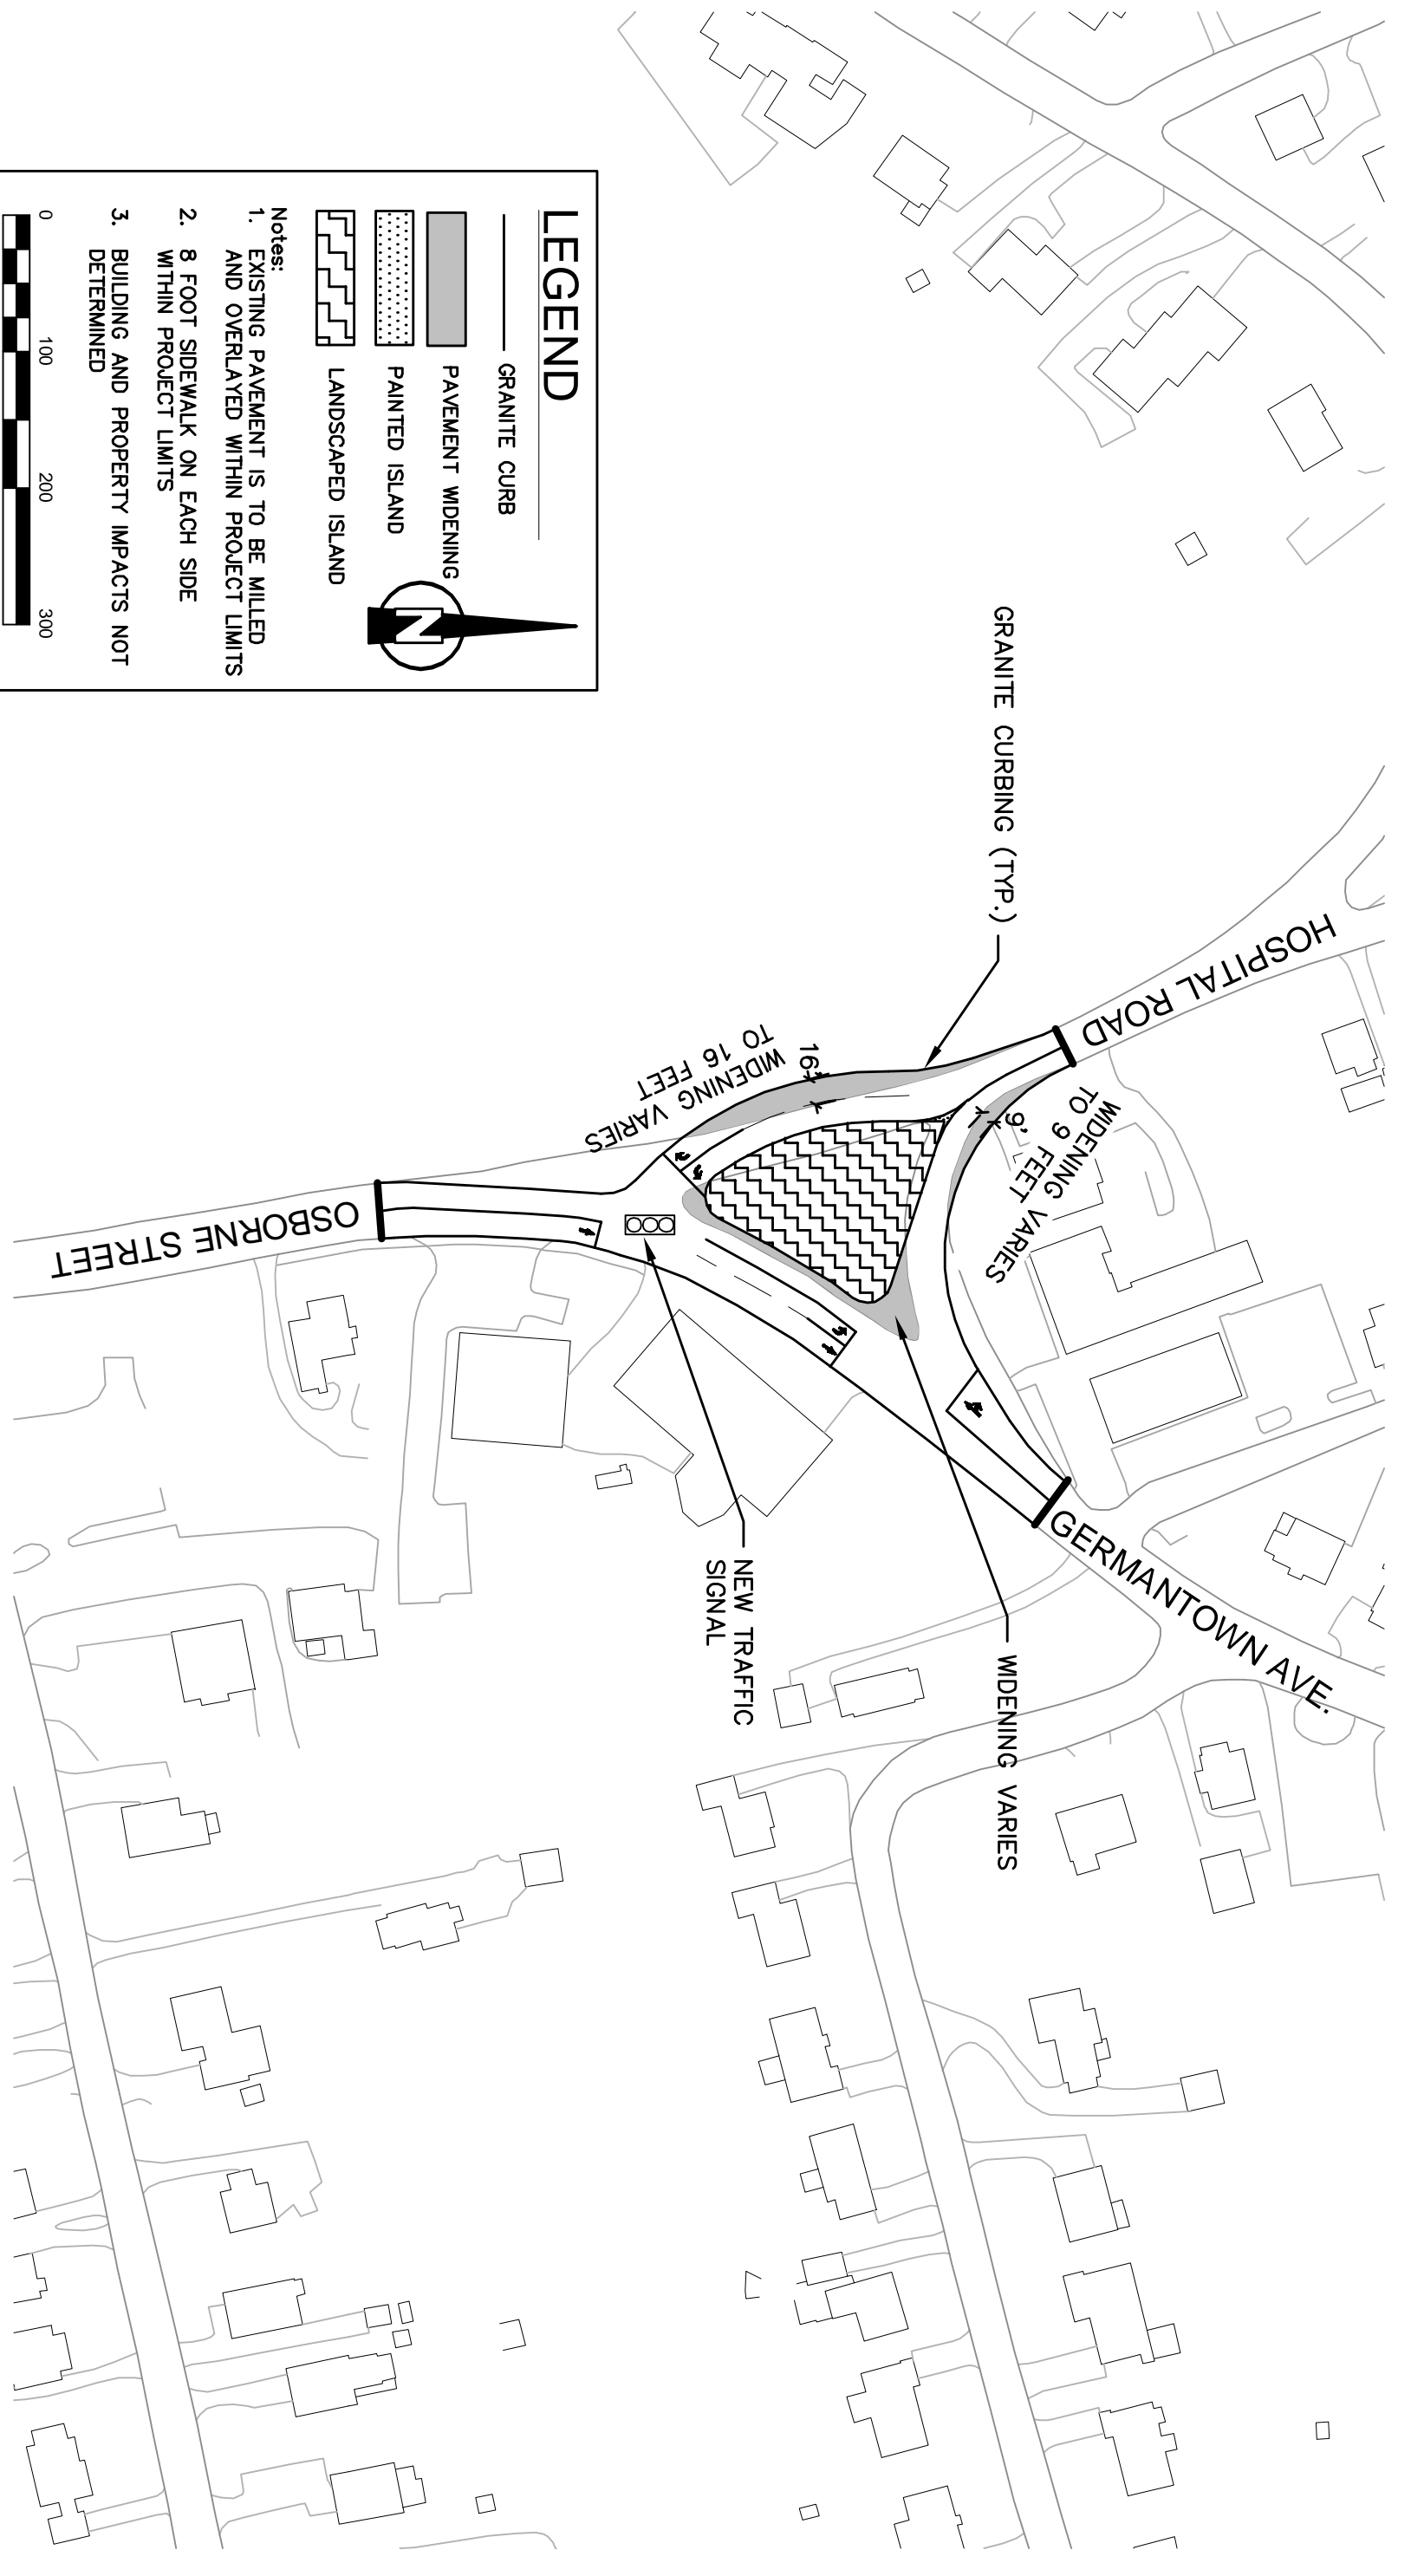 LEGEND
GRANITE CURB
PAVEMENT WIDENING
PAINTED ISLAND
LANDSCAPED ISLAND
N
Notes:
1. EXISTING PAVEMENT IS TO BE MILLED
AND OVERLAYED WITHIN PROJECT LIMITS
2. 8 FOOT SIDEWALK ON EACH SIDE
WITHIN PROJECT LIMITS
3. BUILDING AND PROPERTY IMPACTS NOT
DETERMINED
0 100 200 300
GRANITE CURBING (TYP.)
HOSPITAL ROAD
WIDENING VARIES
TO 16 FEET
16'
WIDENING VARIES
TO 9 FEET
9'
OSBORNE STREET
GERMANTOWN AVE.
NEW TRAFFIC
SIGNAL
WIDENING VARIES